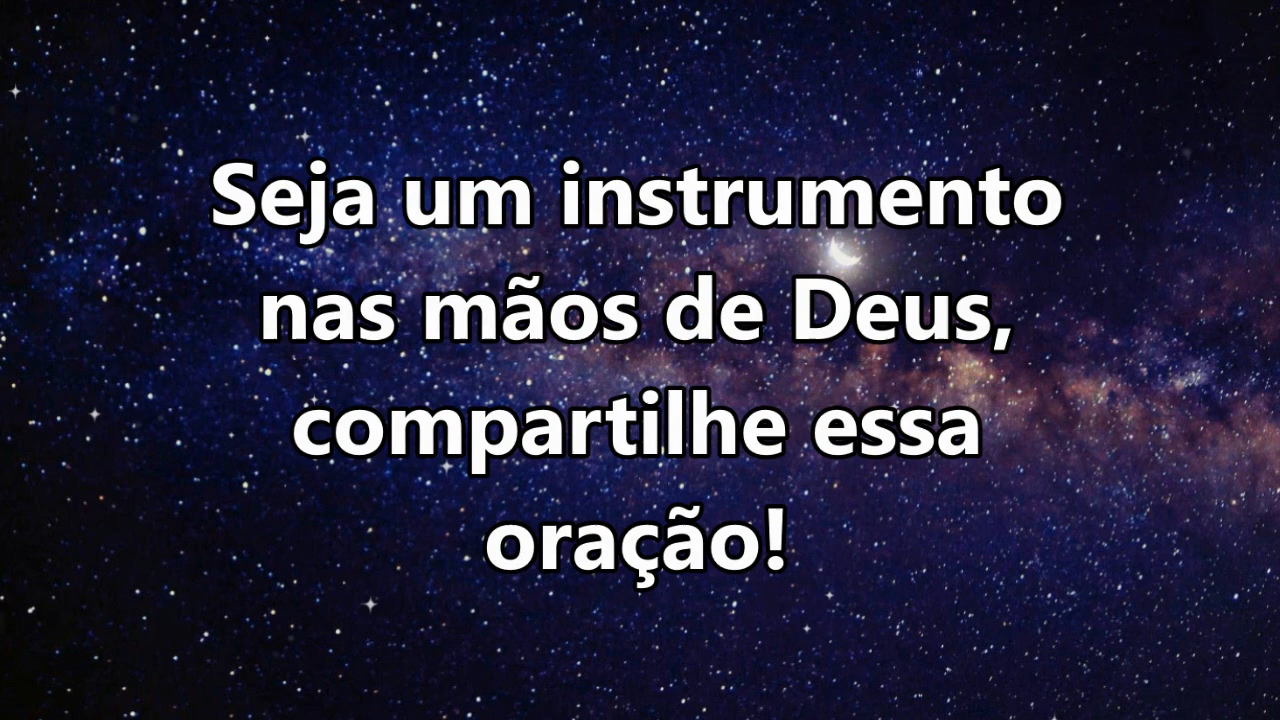 Seja um instrumento
nas mãos de Deus,
compartilhe essa
oração!